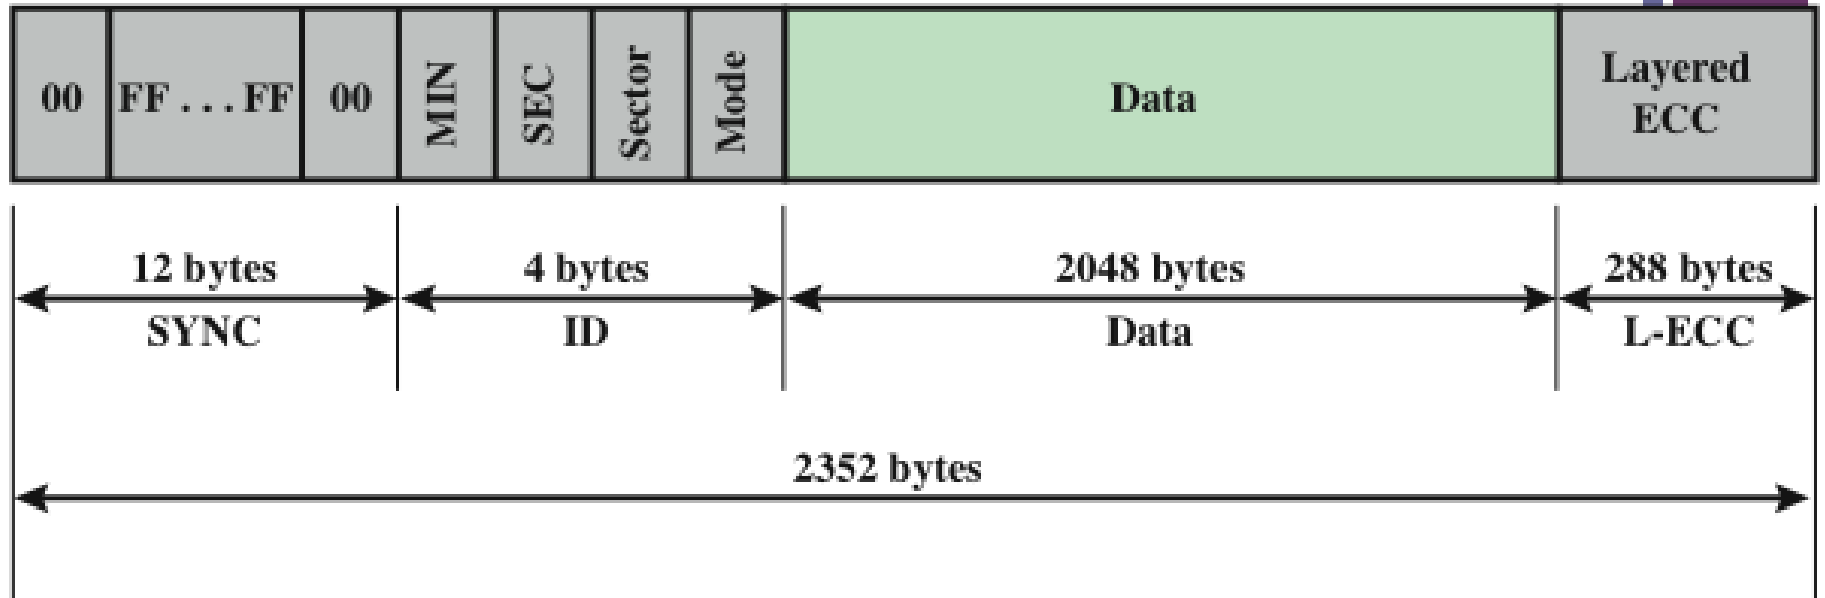 00 FF . . . FF 00 MIN SEC Sector Mode Data Layered
ECC
12 bytes 4 bytes 2048 bytes 288 bytes
SYNC ID Data L-ECC
2352 bytes